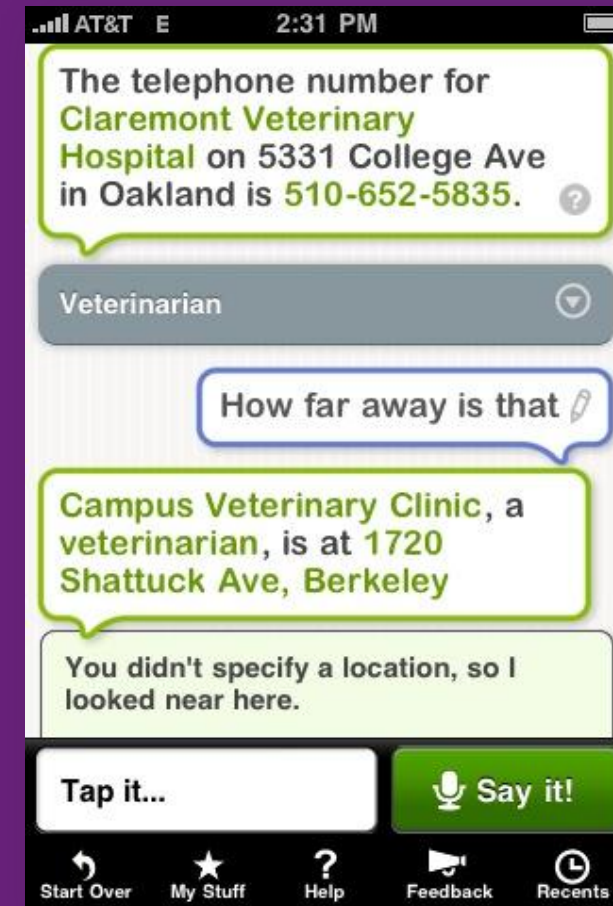 AT&T E 2:31 PM
The telephone number for
Claremont Veterinary
Hospital on 5331 College Ave
in Oakland is 510-652-5835. ?
Veterinarian
How far away is that
Campus Veterinary Clinic, a
veterinarian, is at 1720
Shattuck Ave, Berkeley
You didn't specify a location, so I
looked near here.
Tap it... Say it!
Start Over My Stuff ? Help Feedback Recents